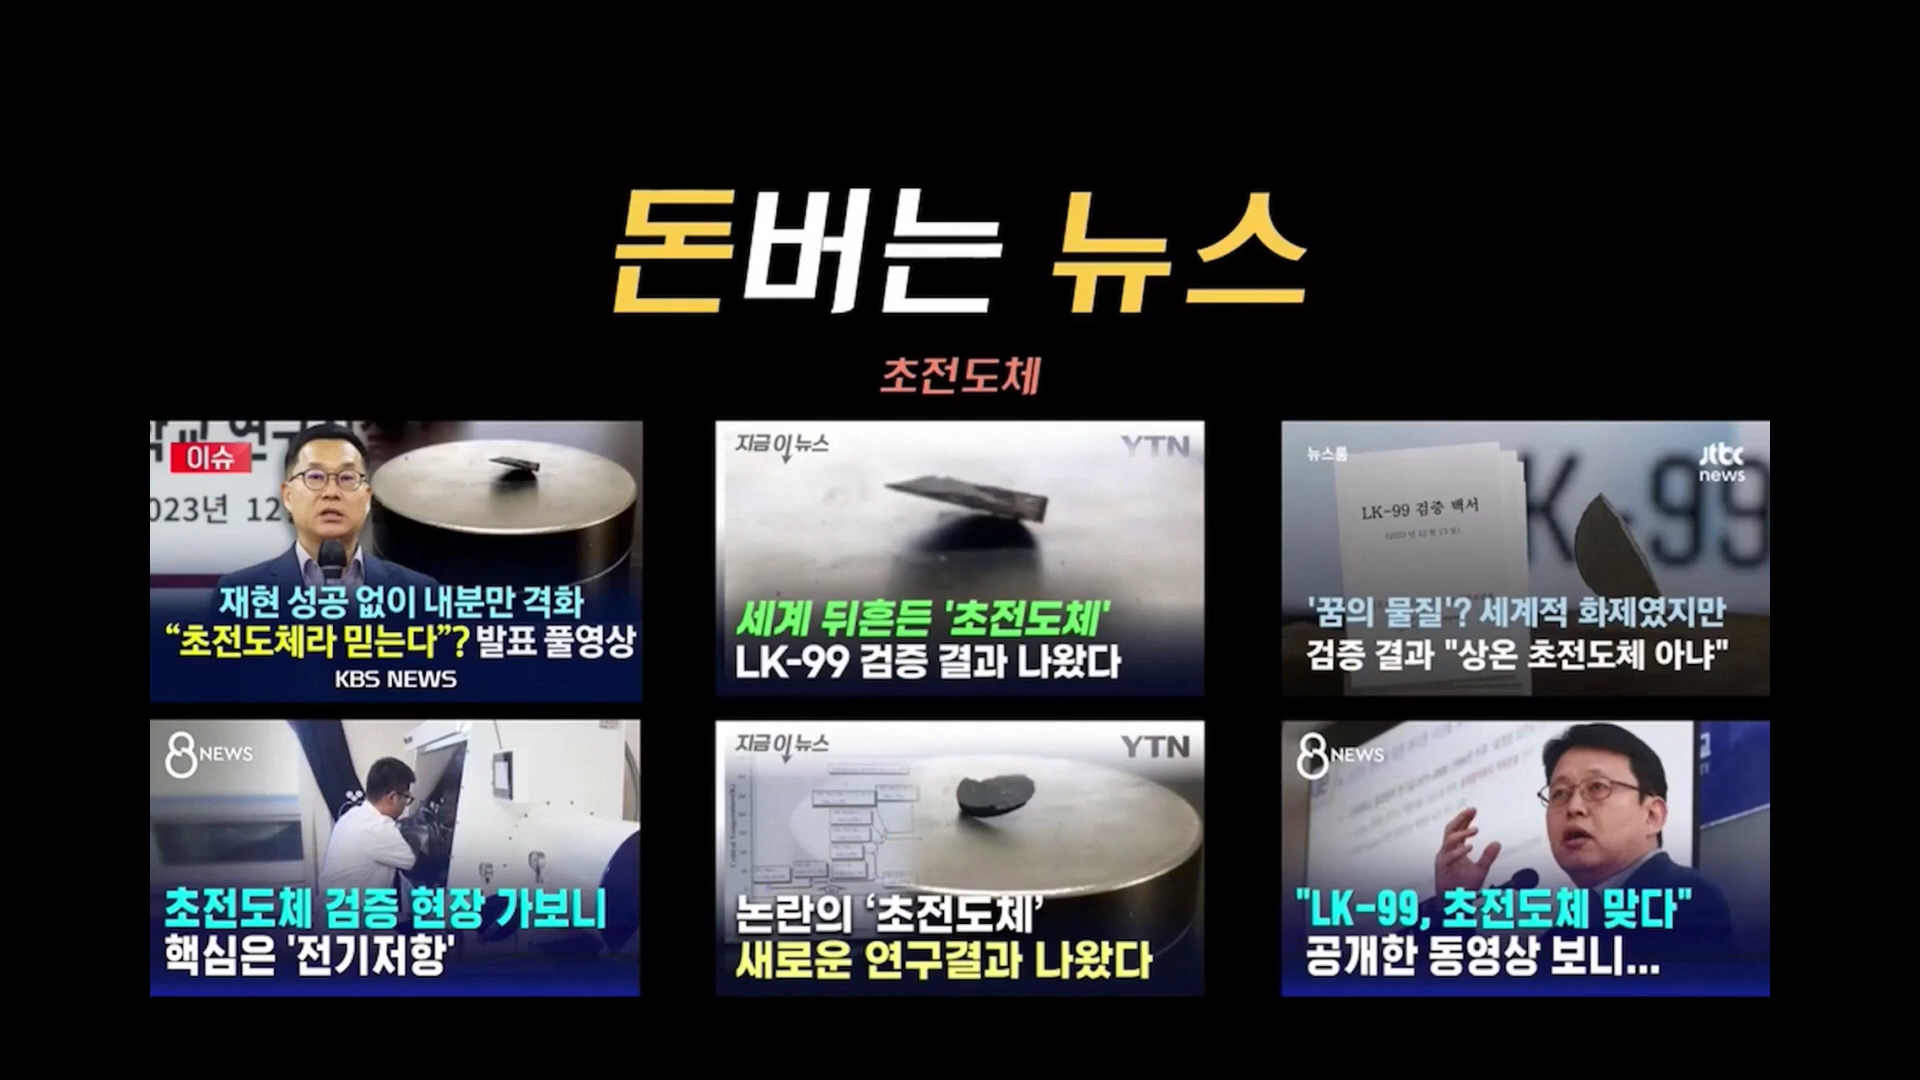 돈버는 뉴스
초전도체
이슈
2023년 12
재현 성공 없이 내분만 격화
“초전도체라 믿는다”? 발표 풀영상
KBS NEWS
지금 이 뉴스
YTN
세계 뒤흔든 '초전도체'
LK-99 검증 결과 나왔다
뉴스룸
jtbc
news
K-99
LK-99 검증 백서
'꿈의 물질'? 세계적 화제였지만
검증 결과 "상온 초전도체 아냐"
8 NEWS
초전도체 검증 현장 가보니
핵심은 '전기저항'
지금 이 뉴스
YTN
논란의 ‘초전도체’
새로운 연구결과 나왔다
8 NEWS
"LK-99, 초전도체 맞다"
공개한 동영상 보니...